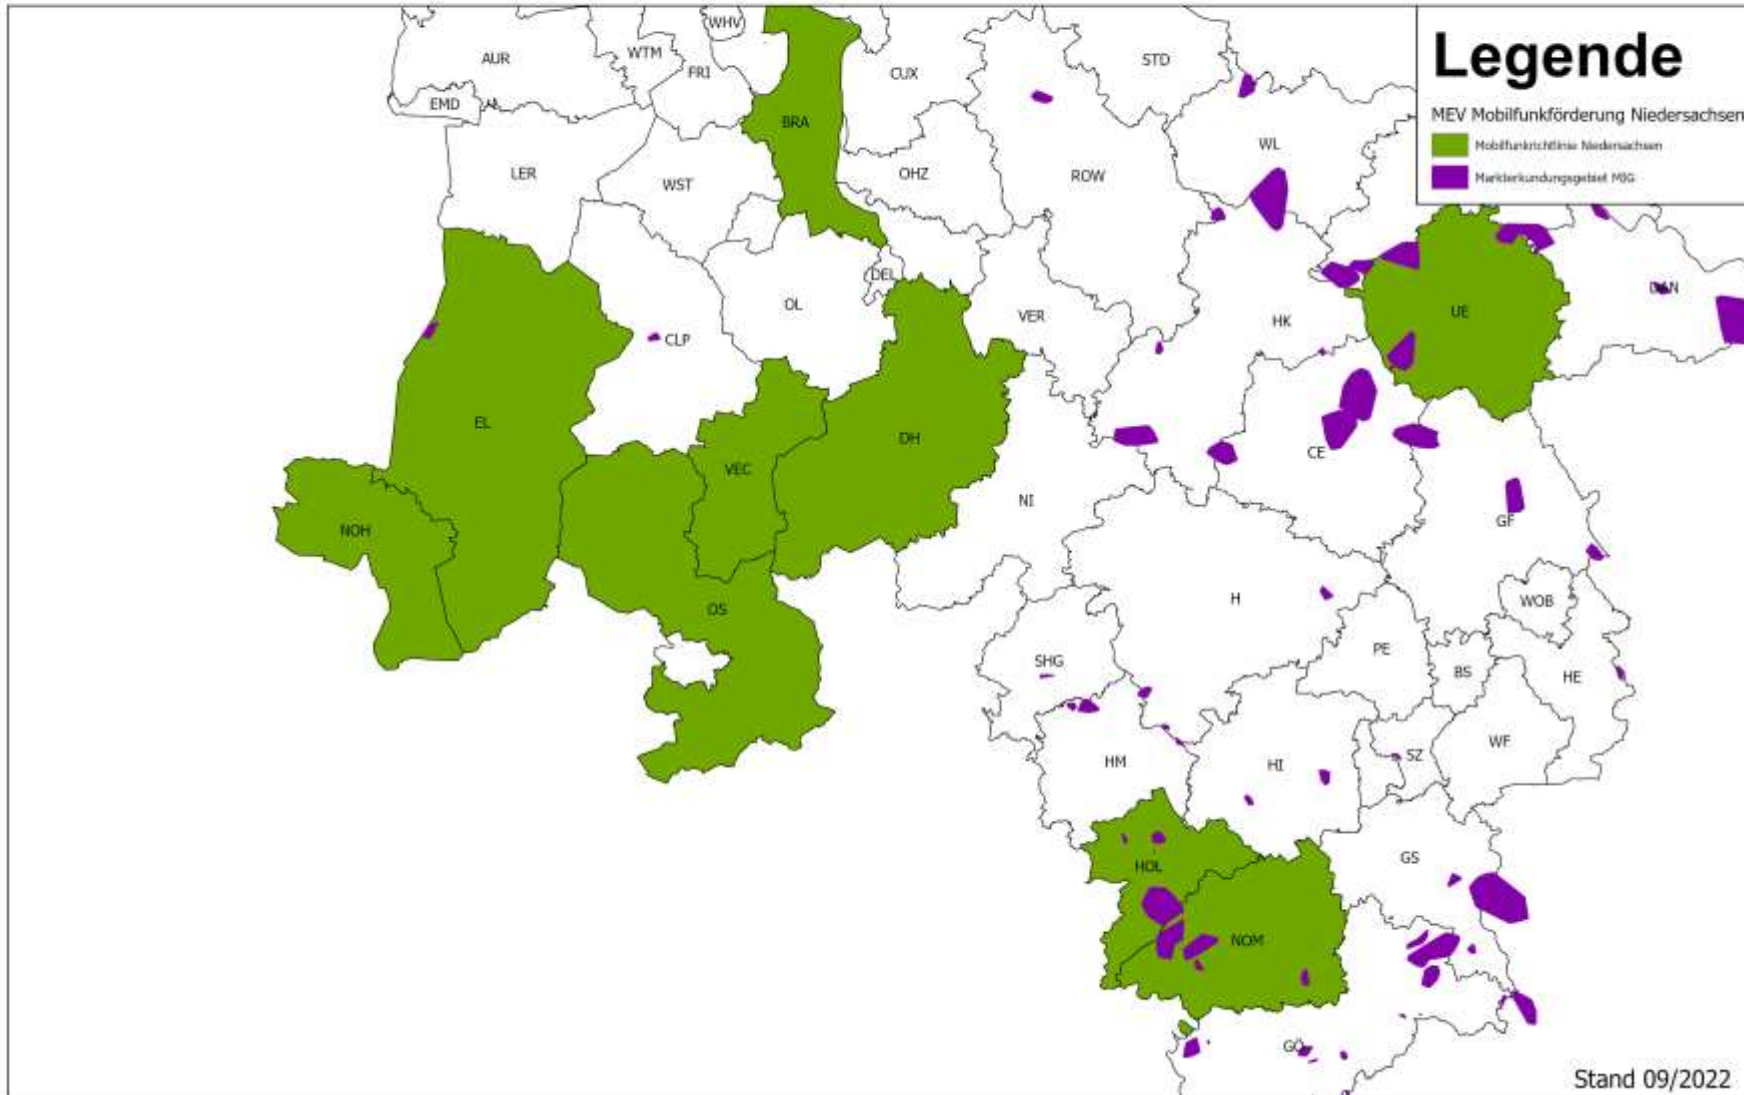 Legende
MEV Mobilfunkförderung Niedersachsen
Mobilfunkrichtlinie Niedersachsen
Markterkundungsgebiet MIG
WHV
AUR
WTM
FRI
CUX
STD
EMD
BRA
WL
LER
WST
OHZ
ROW
DEL
OL
VER
HK
UE
DAN
CLP
EL
DH
VEC
CE
NI
GF
NOH
OS
H
WOB
SHG
PE
BS
HE
HM
HI
SZ
WF
HOL
GS
NOM
GÖ
Stand 09/2022